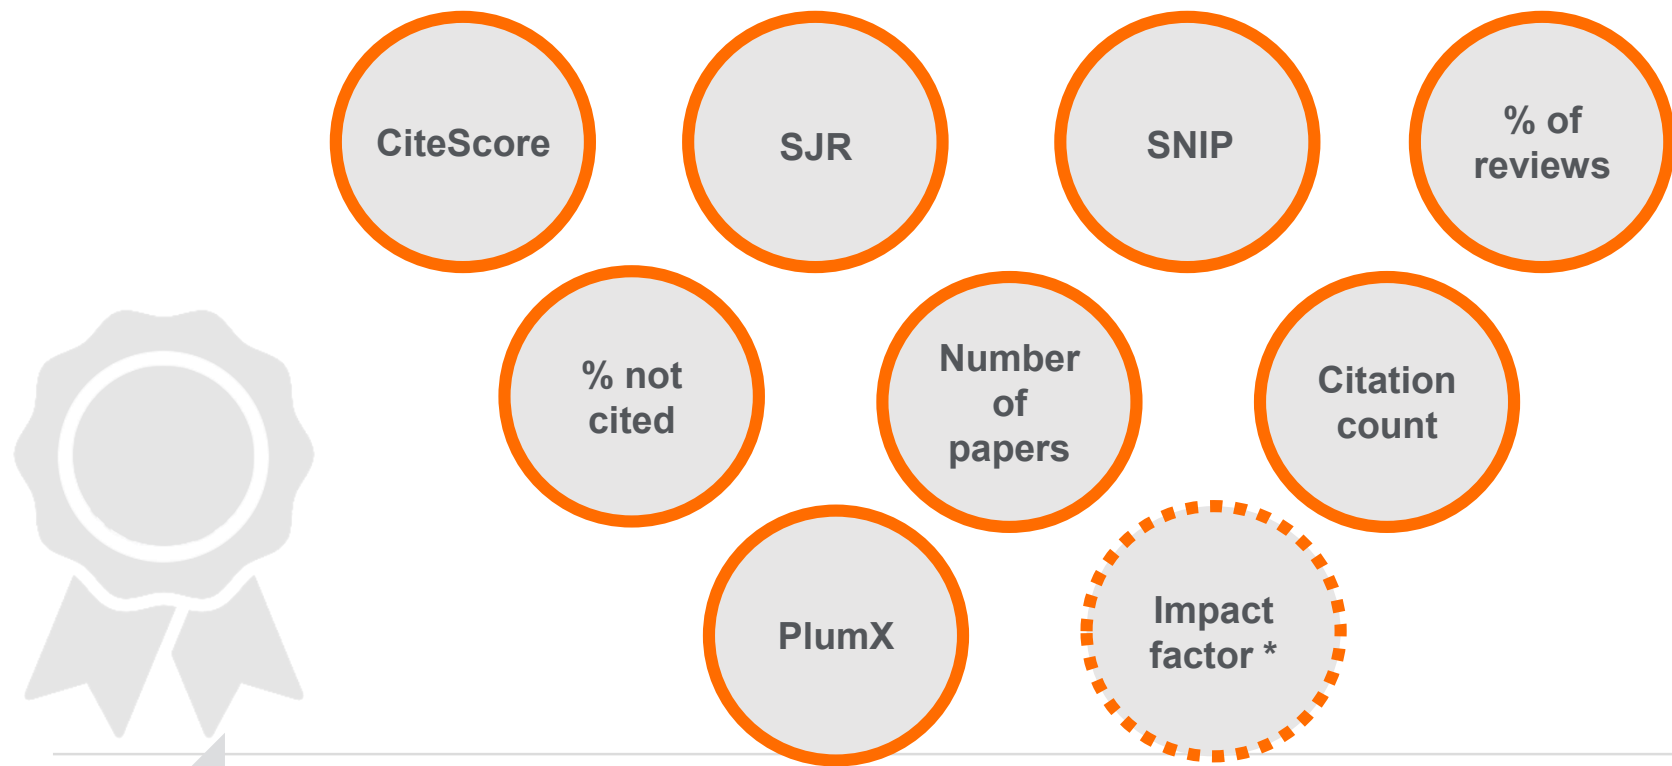 CiteScore
SJR
SNIP
% of
reviews
% not
cited
Number
of
papers
Citation
count
PlumX
Impact
factor *